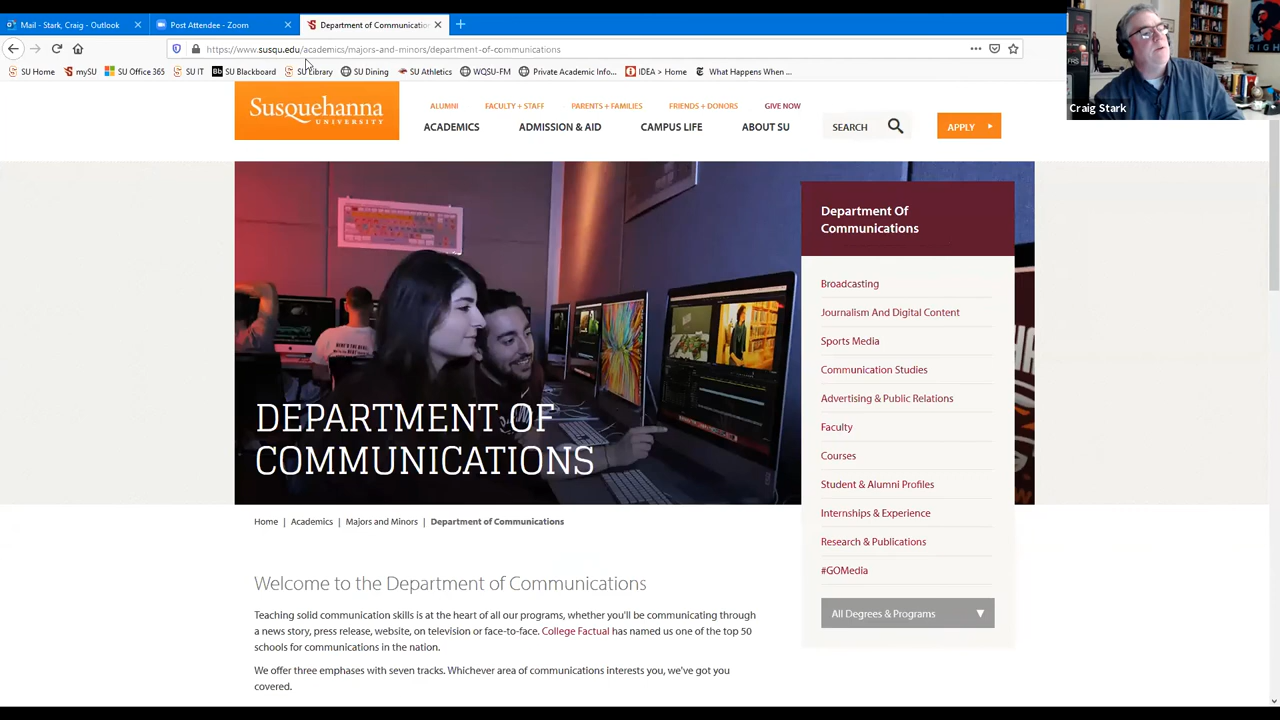 Mail - Stark, Craig - Outlook
Post Attendee - Zoom
Department of Communication
https://www.susqu.edu/academics/majors-and-minors/department-of-communications
SU Home
mySU
SU Office 365
SU IT
SU Blackboard
SU Library
SU Dining
SU Athletics
WQSU-FM
Private Academic Info...
IDEA > Home
What Happens When ...
Craig Stark
Susquehanna
UNIVERSITY
ALUMNI
FACULTY + STAFF
PARENTS + FAMILIES
FRIENDS + DONORS
GIVE NOW
ACADEMICS
ADMISSION & AID
CAMPUS LIFE
ABOUT SU
SEARCH
APPLY
DEPARTMENT OF
COMMUNICATIONS
Department Of
Communications
Broadcasting
Journalism And Digital Content
Sports Media
Communication Studies
Advertising & Public Relations
Faculty
Courses
Student & Alumni Profiles
Internships & Experience
Research & Publications
#GOMedia
All Degrees & Programs
Home | Academics | Majors and Minors | Department of Communications
Welcome to the Department of Communications
Teaching solid communication skills is at the heart of all our programs, whether you'll be communicating through
a news story, press release, website, on television or face-to-face. College Factual has named us one of the top 50
schools for communications in the nation.
We offer three emphases with seven tracks. Whichever area of communications interests you, we've got you
covered.